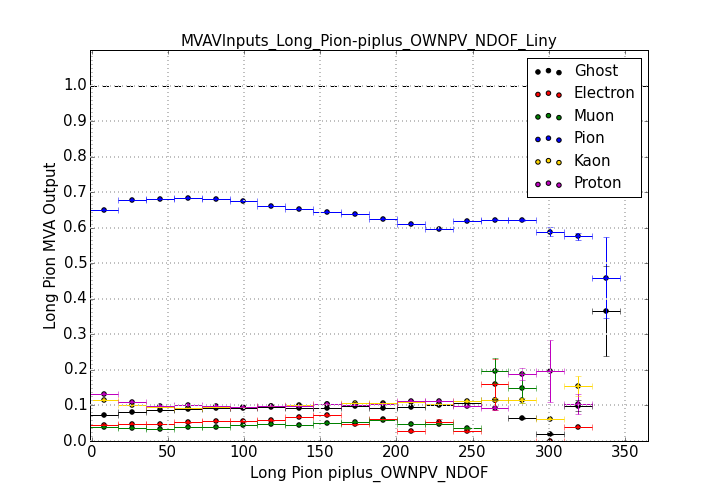 MVAVInputs_Long_Pion-piplus_OWNPV_NDOF_Liny
1.0
0.9
0.8
0.7
0.6
0.5
0.4
0.3
0.2
0.1
0.0
Long Pion MVA Output
Ghost
Electron
Muon
Pion
Kaon
Proton
0 50 100 150 200 250 300 350
Long Pion piplus_OWNPV_NDOF